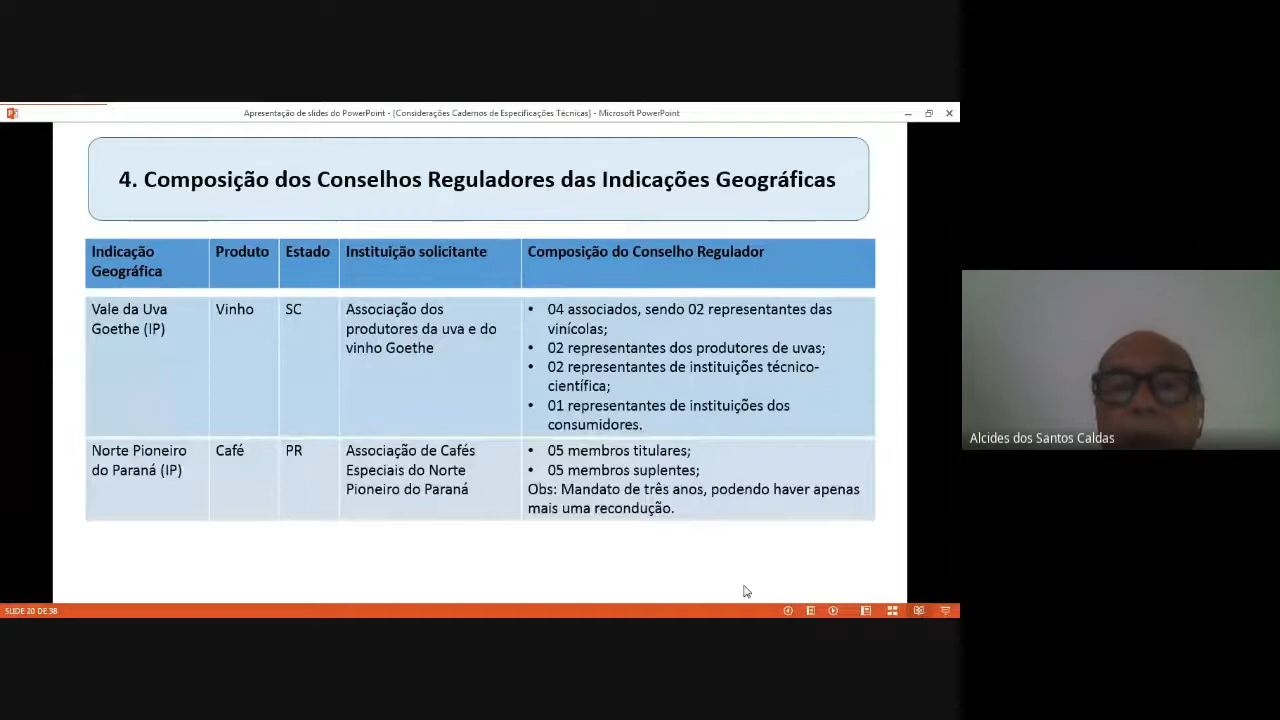 Apresentação de slides do PowerPoint - [Considerações Cadernos de Especificações Técnicas] - Microsoft PowerPoint
4. Composição dos Conselhos Reguladores das Indicações Geográficas
Indicação
Geográfica
Produto
Estado
Instituição solicitante
Composição do Conselho Regulador
Vale da Uva
Goethe (IP)
Vinho
SC
Associação dos
produtores da uva e do
vinho Goethe
• 04 associados, sendo 02 representantes das
vinícolas;
• 02 representantes dos produtores de uvas;
• 02 representantes de instituições técnico-
científica;
• 01 representantes de instituições dos
consumidores.
Norte Pioneiro
do Paraná (IP)
Café
PR
Associação de Cafés
Especiais do Norte
Pioneiro do Paraná
• 05 membros titulares;
• 05 membros suplentes;
Obs: Mandato de três anos, podendo haver apenas
mais uma recondução.
Alcides dos Santos Caldas
SLIDE 20 DE 38